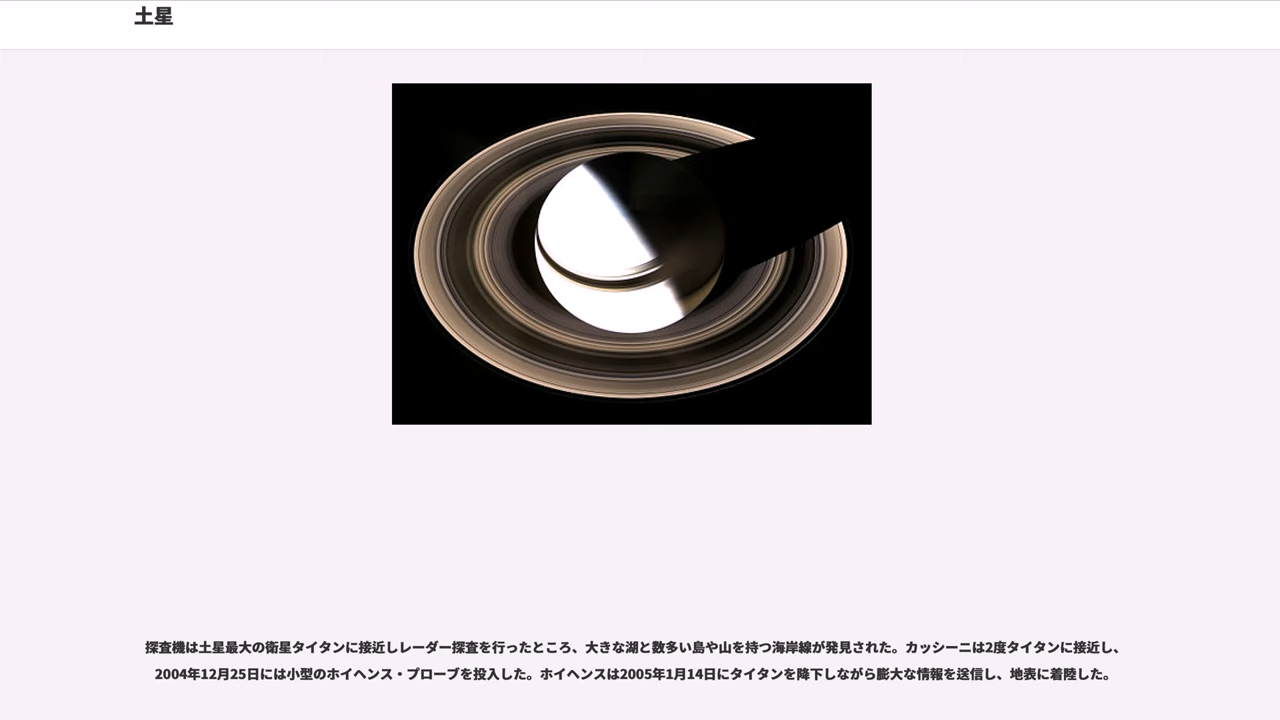 土星
探査機は土星最大の衛星タイタンに接近しレーダー探査を行ったところ、大きな湖と数多い島や山を持つ海岸線が発見された。カッシーニは2度タイタンに接近し、
2004年12月25日には小型のホイヘンス・プローブを投入した。ホイヘンスは2005年1月14日にタイタンを降下しながら膨大な情報を送信し、地表に着陸した。